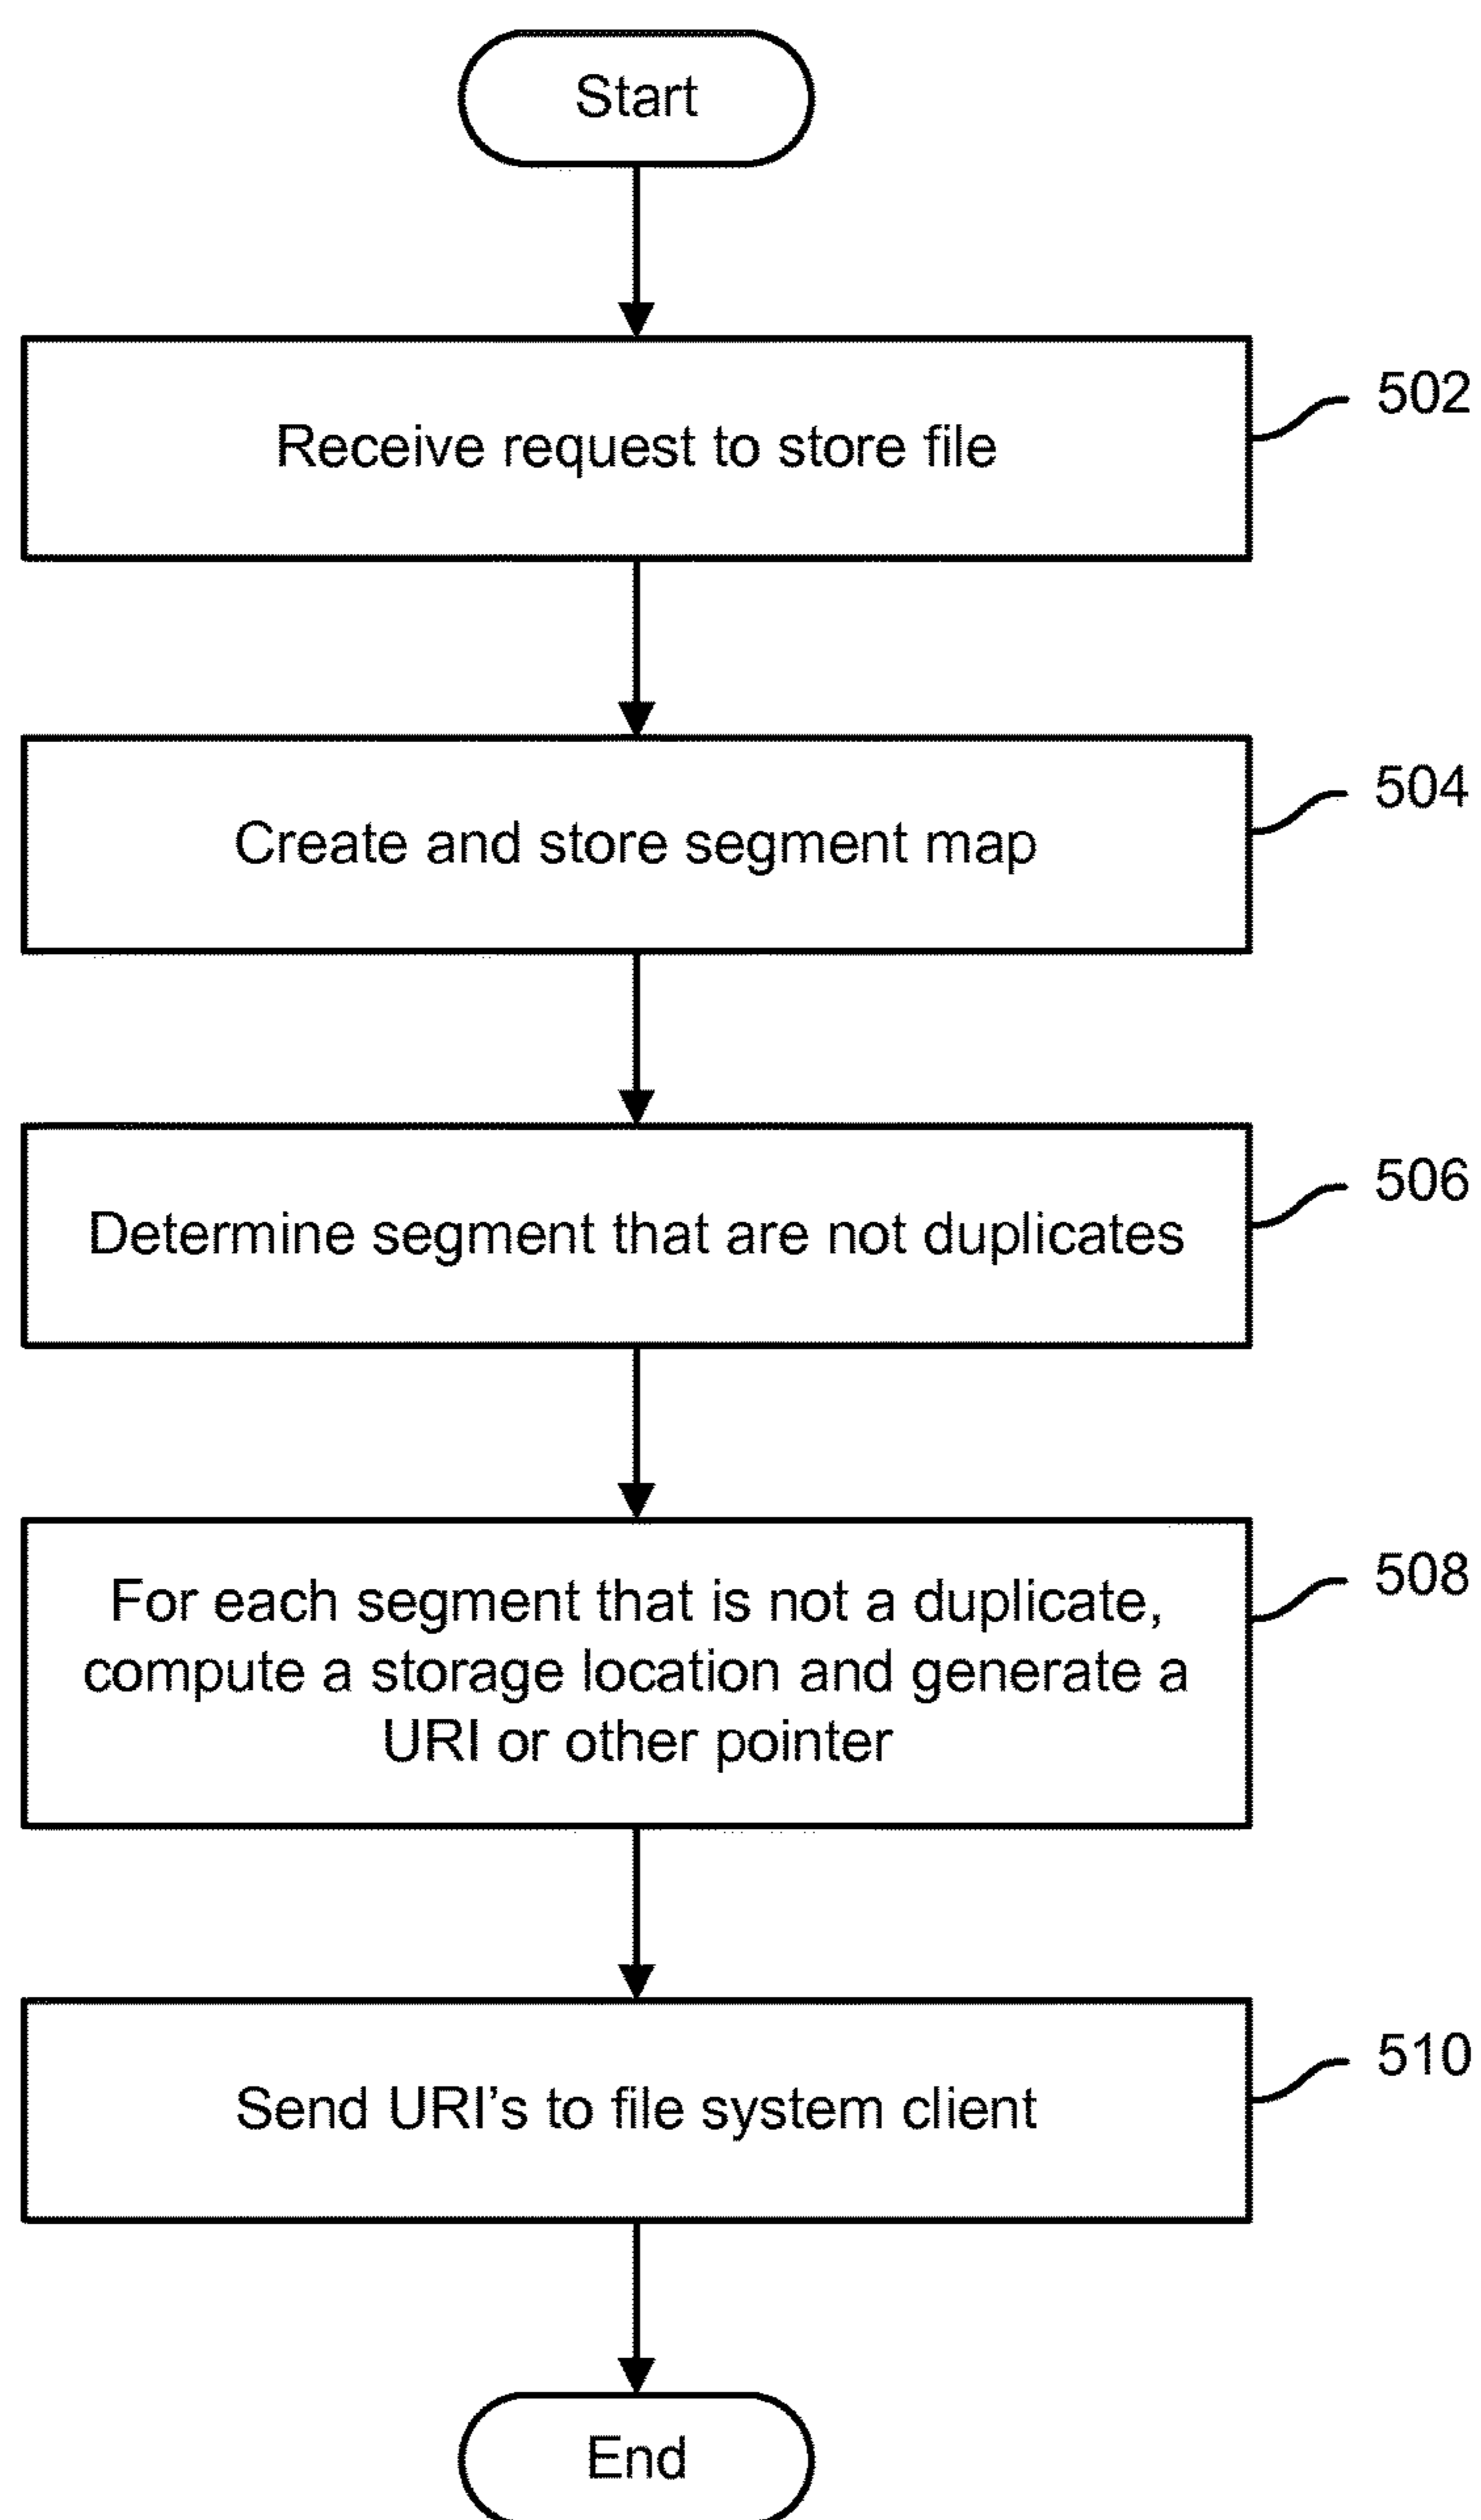 Start
Receive request to store file
502
Create and store segment map
504
Determine segment that are not duplicates
506
For each segment that is not a duplicate,
compute a storage location and generate a
URI or other pointer
508
Send URI's to file system client
510
End